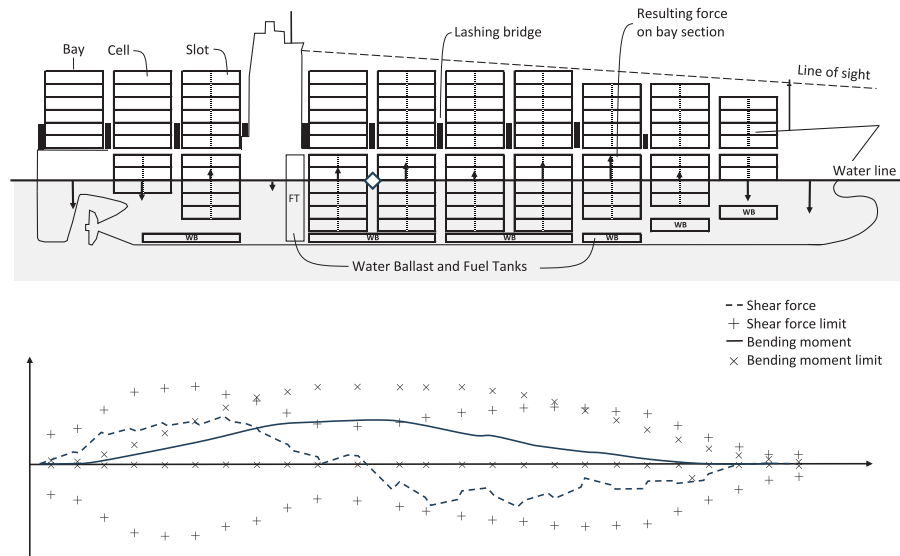 Resulting force
on bay section
Lashing bridge
Bay
Cell
Slot
Line of sight
Water line
FT
WB
WB
WB
WB
WB
WB
Water Ballast and Fuel Tanks
Shear force
Shear force limit
Bending moment
Bending moment limit